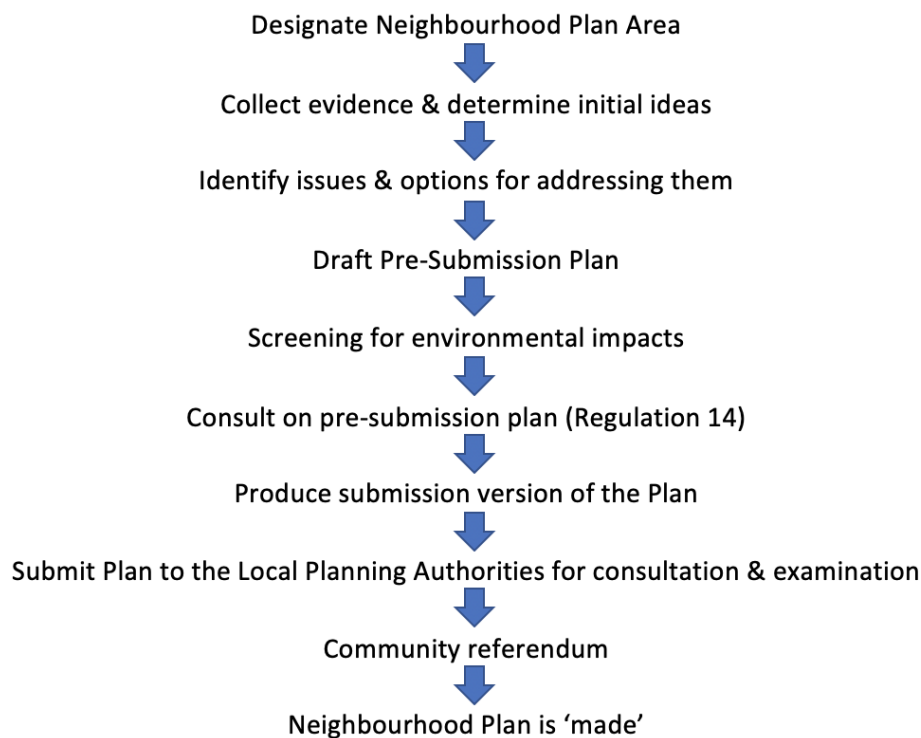 Designate Neighbourhood Plan Area
Collect evidence & determine initial ideas
Identify issues & options for addressing them
Draft Pre-Submission Plan
Screening for environmental impacts
Consult on pre-submission plan (Regulation 14)
Produce submission version of the Plan
Submit Plan to the Local Planning Authorities for consultation & examination
Community referendum
Neighbourhood Plan is ‘made’